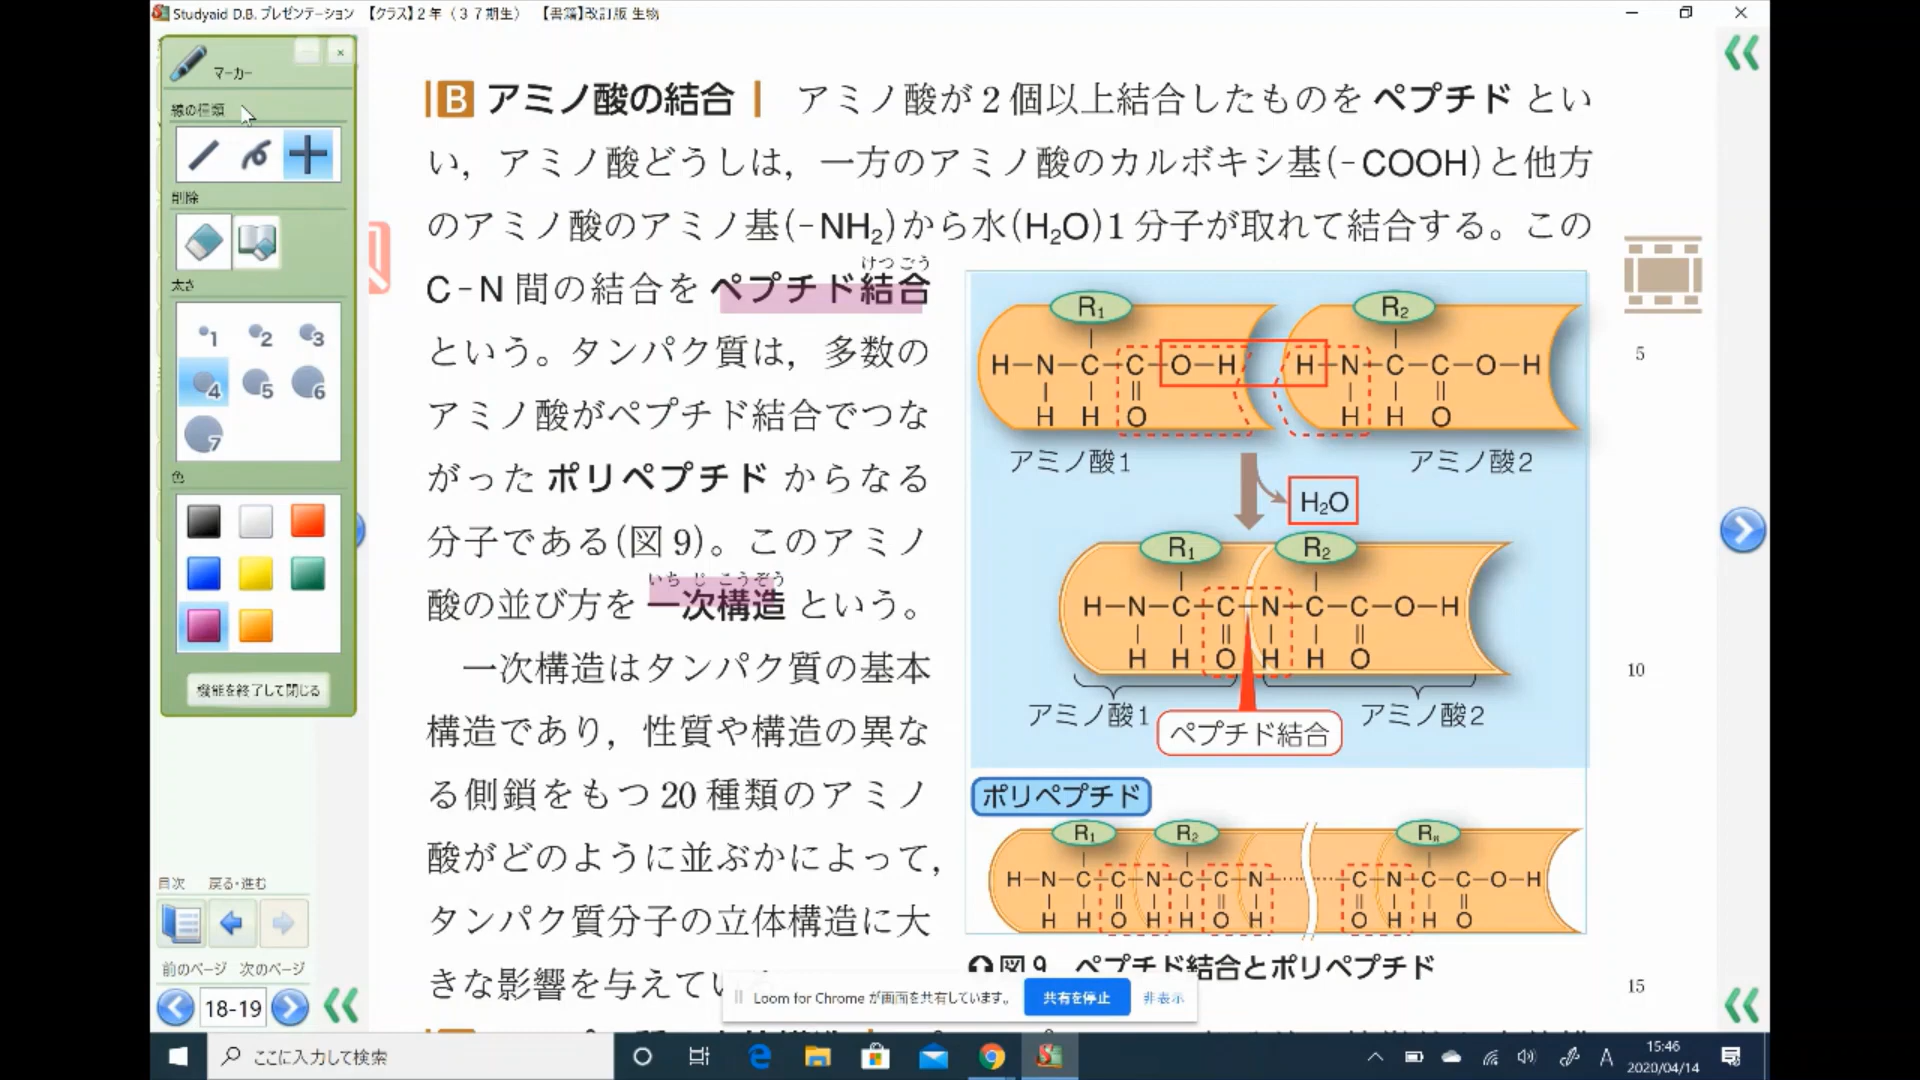 Studyaid D.B. プレゼンテーション 【クラス】2年（37期生） 【書籍】改訂版 生物
マーカー
線の種類
削除
太さ
1 2 3
4 5 6
7
色
機能を終了して閉じる
目次 戻る・進む
前のページ 次のページ
18-19
B アミノ酸の結合 アミノ酸が2個以上結合したものをペプチドとい
い，アミノ酸どうしは，一方のアミノ酸のカルボキシ基(-COOH)と他方
のアミノ酸のアミノ基(-NH₂)から水(H₂O)1分子が取れて結合する。この
けつごう
C-N間の結合をペプチド結合
という。タンパク質は，多数の
アミノ酸がペプチド結合でつな
がったポリペプチドからなる
分子である(図9)。このアミノ
いちじこうぞう
酸の並び方を一次構造という。
一次構造はタンパク質の基本
構造であり，性質や構造の異な
る側鎖をもつ20種類のアミノ
酸がどのように並ぶかによって，
タンパク質分子の立体構造に大
きな影響を与えてい
R₁ R₂
H-N-C-C-O-H H-N-C-C-O-H
H H O H H O
アミノ酸1 アミノ酸2
H₂O
R₁ R₂
H-N-C-C-N-C-C-O-H
H H O H H O
アミノ酸1 アミノ酸2
ペプチド結合
ポリペプチド
R₁ R₂ Rₙ
H-N-C-C-N-C-C-N……C-N-C-C-O-H
H H O H H O H O H H O
図9 ペプチド結合とポリペプチド
5
10
15
Loom for Chrome が画面を共有しています。 共有を停止 非表示
ここに入力して検索
A
15:46
2020/04/14